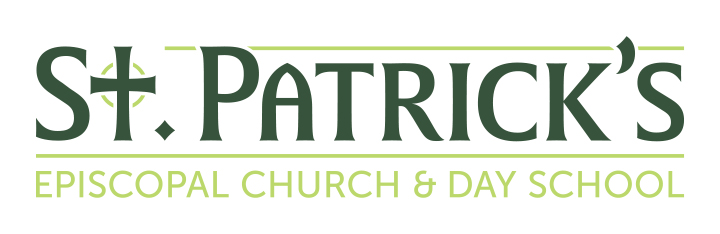 ST. PATRICK'S
EPISCOPAL CHURCH & DAY SCHOOL